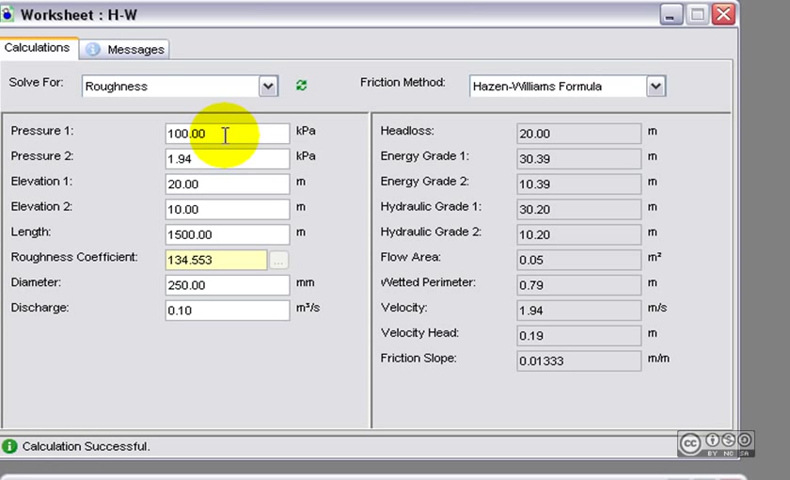 Worksheet : H-W
Calculations Messages
Solve For: Roughness Friction Method: Hazen-Williams Formula
Pressure 1: 100.00 kPa Headloss: 20.00 m
Pressure 2: 1.94 kPa Energy Grade 1: 30.39 m
Elevation 1: 20.00 m Energy Grade 2: 10.39 m
Elevation 2: 10.00 m Hydraulic Grade 1: 30.20 m
Length: 1500.00 m Hydraulic Grade 2: 10.20 m
Roughness Coefficient: 134.553 ... Flow Area: 0.05 m²
Diameter: 250.00 mm Wetted Perimeter: 0.79 m
Discharge: 0.10 m³/s Velocity: 1.94 m/s
Velocity Head: 0.19 m
Friction Slope: 0.01333 m/m
Calculation Successful.
cc BY NC SA